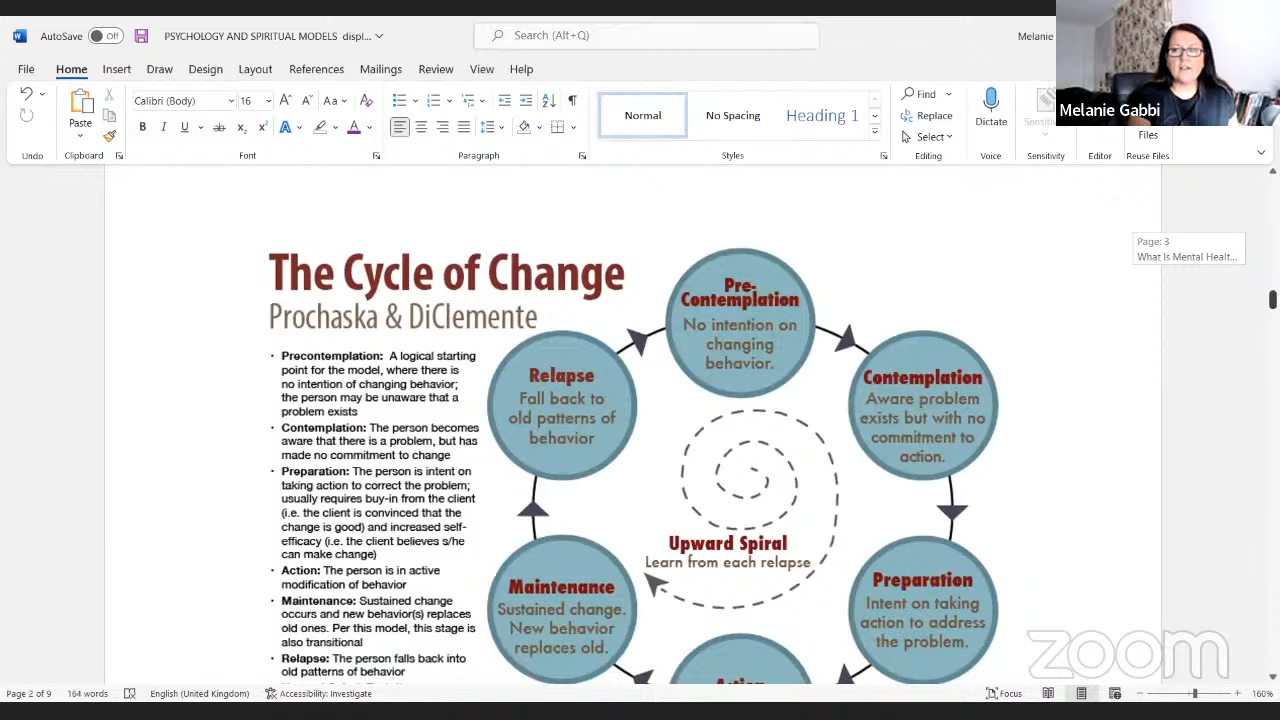 AutoSave
Off
PSYCHOLOGY AND SPIRITUAL MODELS displ...
Search (Alt+Q)
Melanie
File
Home
Insert
Draw
Design
Layout
References
Mailings
Review
View
Help
Melanie Gabbi
Paste
Calibri (Body)
16
Normal
No Spacing
Heading 1
Find
Replace
Select
Dictate
Sensitivity
Files
Undo
Clipboard
Font
Paragraph
Styles
Editing
Voice
Sensitivity
Editor
Reuse Files
Page: 3
What Is Mental Healt...
The Cycle of Change
Prochaska & DiClemente
· Precontemplation: A logical starting
point for the model, where there is
no intention of changing behavior;
the person may be unaware that a
problem exists
· Contemplation: The person becomes
aware that there is a problem, but has
made no commitment to change
· Preparation: The person is intent on
taking action to correct the problem;
usually requires buy-in from the client
(i.e. the client is convinced that the
change is good) and increased self-
efficacy (i.e. the client believes s/he
can make change)
· Action: The person is in active
modification of behavior
· Maintenance: Sustained change
occurs and new behavior(s) replaces
old ones. Per this model, this stage is
also transitional
· Relapse: The person falls back into
old patterns of behavior
Pre-
Contemplation
No intention on
changing
behavior.
Contemplation
Aware problem
exists but with no
commitment to
action.
Preparation
Intent on taking
action to address
the problem.
Action
Maintenance
Sustained change.
New behavior
replaces old.
Relapse
Fall back to
old patterns of
behavior
Upward Spiral
Learn from each relapse
zoom
Page 2 of 9
164 words
English (United Kingdom)
Accessibility: Investigate
Focus
160%